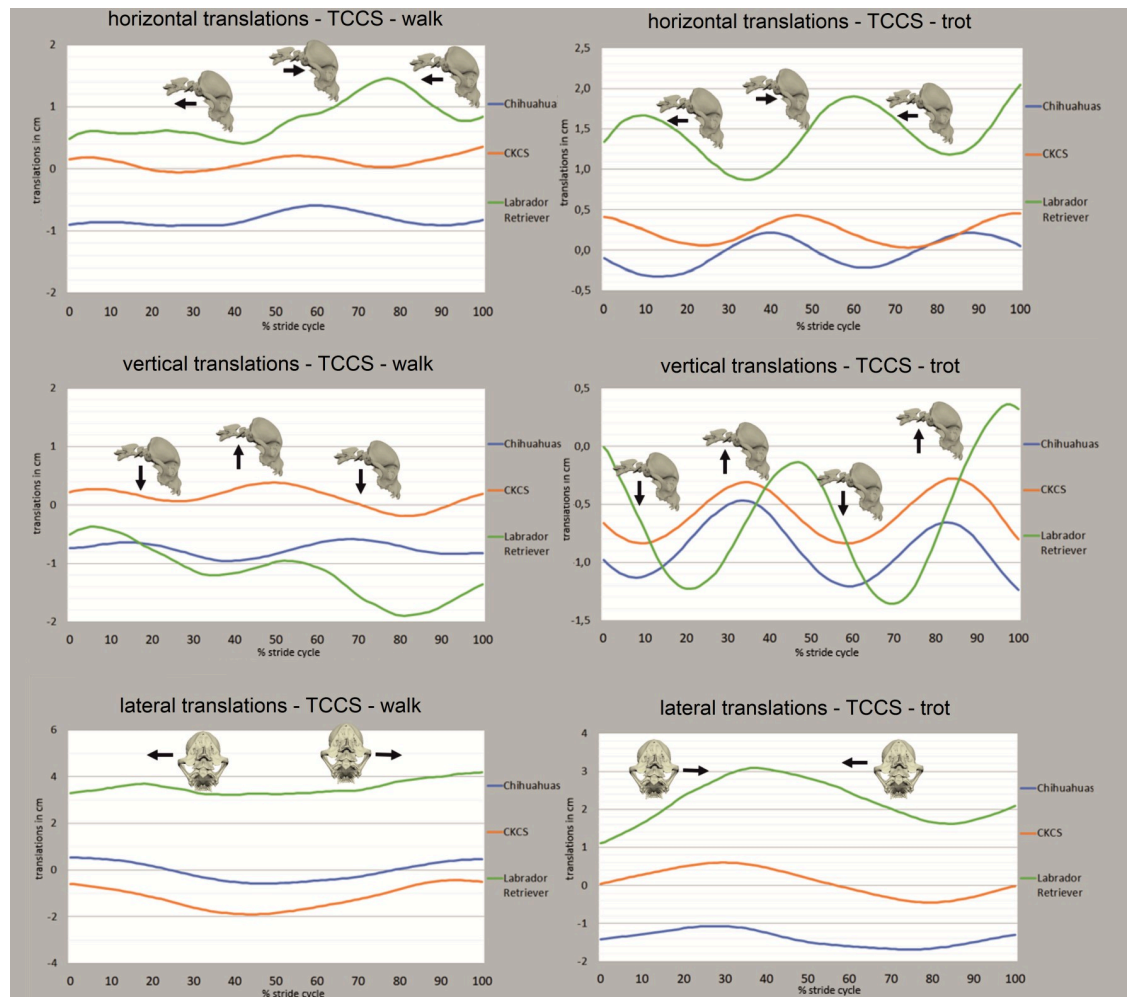 horizontal translations - TCCS - walk
translations in cm
2
1
0
-1
-2
0 10 20 30 40 50 60 70 80 90 100
% stride cycle
Chihuahua
CKCS
Labrador
Retriever
horizontal translations - TCCS - trot
translations in cm
2,5
2,0
1,5
1,0
0,5
0,0
-0,5
0 10 20 30 40 50 60 70 80 90 100
% stride cycle
Chihuahuas
CKCS
Labrador
Retriever
vertical translations - TCCS - walk
translations in cm
2
1
0
-1
-2
0 10 20 30 40 50 60 70 80 90 100
% stride cycle
Chihuahuas
CKCS
Labrador
Retriever
vertical translations - TCCS - trot
translations in cm
0,5
0,0
-0,5
-1,0
-1,5
0 10 20 30 40 50 60 70 80 90 100
% stride cycle
Chihuahuas
CKCS
Labrador
Retriever
lateral translations - TCCS - walk
translations in cm
6
4
2
0
-2
-4
0 10 20 30 40 50 60 70 80 90 100
% stride cycle
Chihuahuas
CKCS
Labrador
Retriever
lateral translations - TCCS - trot
translations in cm
4
3
2
1
0
-1
-2
0 10 20 30 40 50 60 70 80 90 100
% stride cycle
Chihuahuas
CKCS
Labrador
Retriever